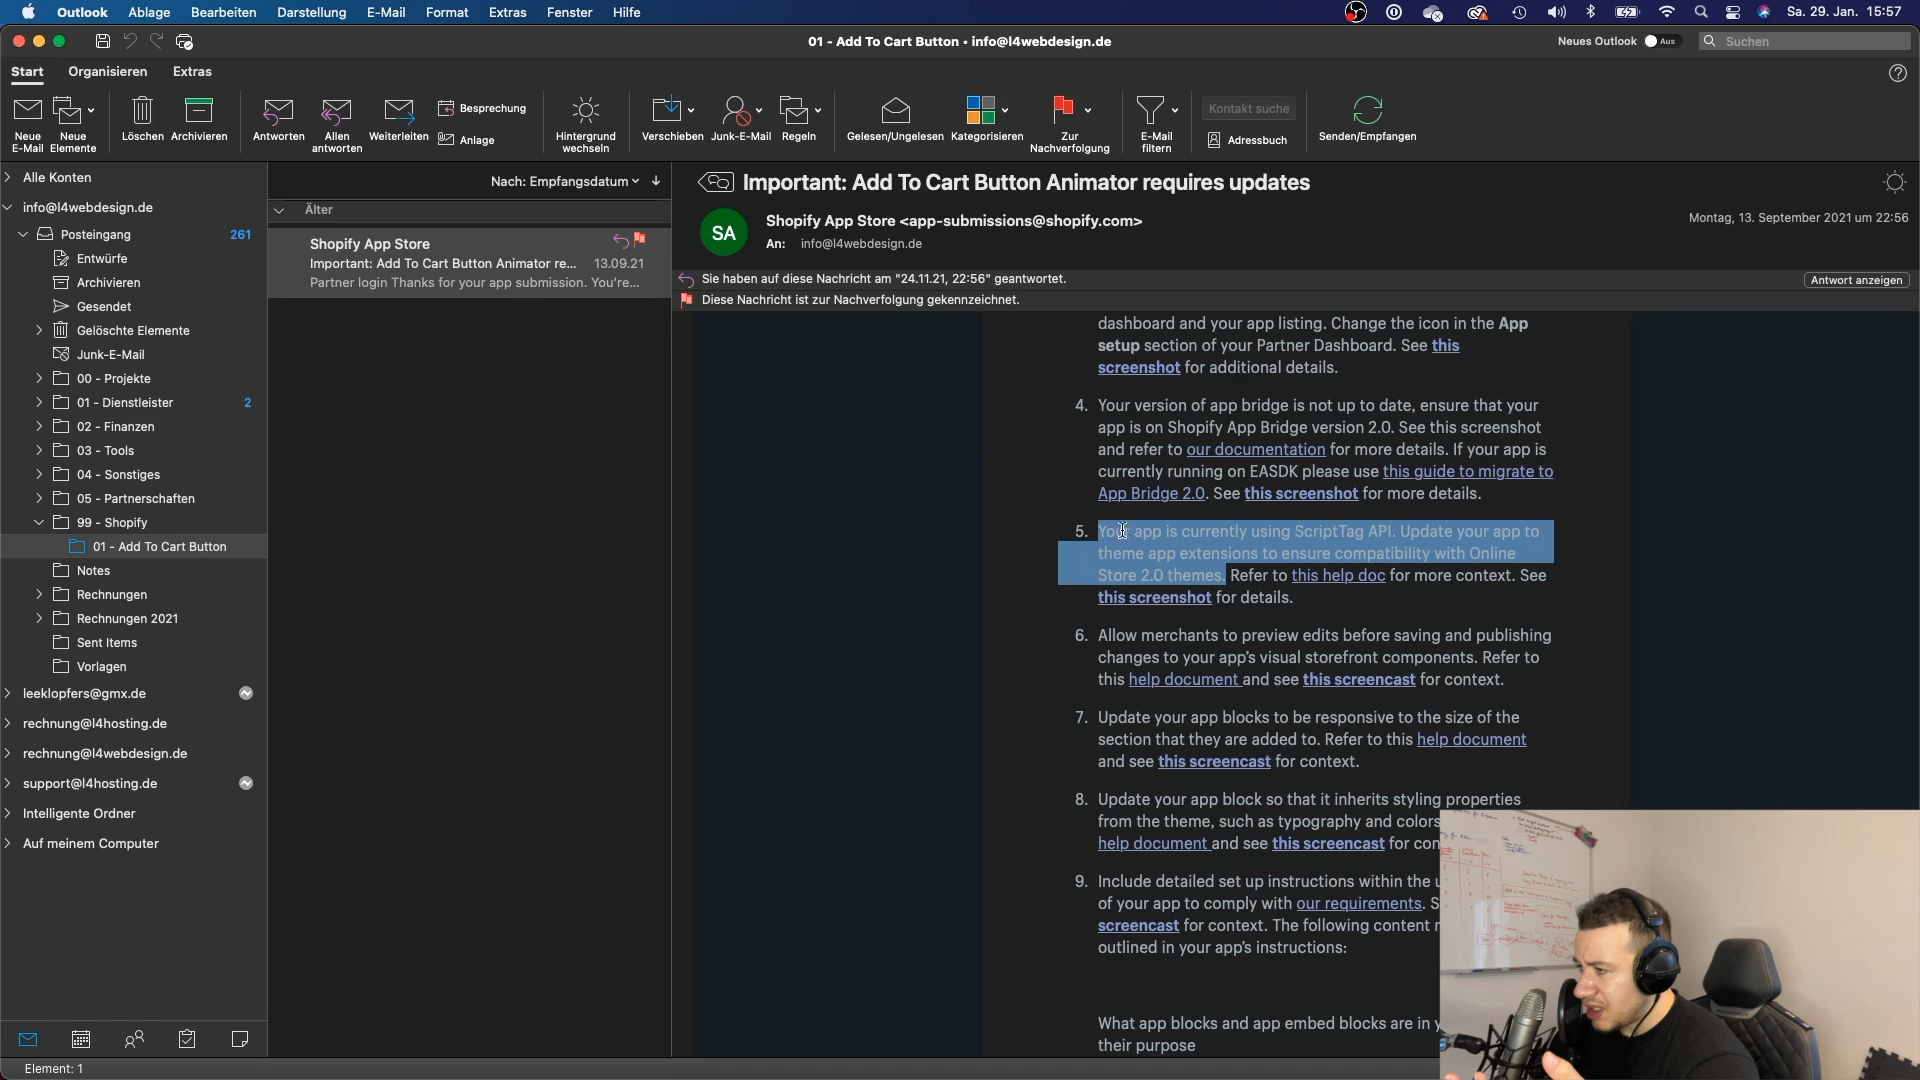 Outlook Ablage Bearbeiten Darstellung E-Mail Format Extras Fenster Hilfe
Sa. 29. Jan. 15:57
01 - Add To Cart Button • info@l4webdesign.de
Neues Outlook Aus
Suchen
Start Organisieren Extras
Neue E-Mail
Neue Elemente
Löschen
Archivieren
Antworten
Allen antworten
Weiterleiten
Besprechung
Anlage
Hintergrund wechseln
Verschieben
Junk-E-Mail
Regeln
Gelesen/Ungelesen
Kategorisieren
Zur Nachverfolgung
E-Mail filtern
Kontakt suche
Adressbuch
Senden/Empfangen
Alle Konten
info@l4webdesign.de
Posteingang 261
Entwürfe
Archivieren
Gesendet
Gelöschte Elemente
Junk-E-Mail
00 - Projekte
01 - Dienstleister 2
02 - Finanzen
03 - Tools
04 - Sonstiges
05 - Partnerschaften
99 - Shopify
01 - Add To Cart Button
Notes
Rechnungen
Rechnungen 2021
Sent Items
Vorlagen
leeklopfers@gmx.de
rechnung@l4hosting.de
rechnung@l4webdesign.de
support@l4hosting.de
Intelligente Ordner
Auf meinem Computer
Element: 1
Nach: Empfangsdatum
Älter
Shopify App Store
Important: Add To Cart Button Animator re... 13.09.21
Partner login Thanks for your app submission. You're...
Important: Add To Cart Button Animator requires updates
SA
Shopify App Store <app-submissions@shopify.com>
An: info@l4webdesign.de
Montag, 13. September 2021 um 22:56
Sie haben auf diese Nachricht am "24.11.21, 22:56" geantwortet.
Antwort anzeigen
Diese Nachricht ist zur Nachverfolgung gekennzeichnet.
dashboard and your app listing. Change the icon in the App
setup section of your Partner Dashboard. See this
screenshot for additional details.
4. Your version of app bridge is not up to date, ensure that your
app is on Shopify App Bridge version 2.0. See this screenshot
and refer to our documentation for more details. If your app is
currently running on EASDK please use this guide to migrate to
App Bridge 2.0. See this screenshot for more details.
5. Your app is currently using ScriptTag API. Update your app to
theme app extensions to ensure compatibility with Online
Store 2.0 themes. Refer to this help doc for more context. See
this screenshot for details.
6. Allow merchants to preview edits before saving and publishing
changes to your app's visual storefront components. Refer to
this help document and see this screencast for context.
7. Update your app blocks to be responsive to the size of the
section that they are added to. Refer to this help document
and see this screencast for context.
8. Update your app block so that it inherits styling properties
from the theme, such as typography and colors
help document and see this screencast for con
9. Include detailed set up instructions within the
of your app to comply with our requirements.
screencast for context. The following content
outlined in your app's instructions:
What app blocks and app embed blocks are in
their purpose